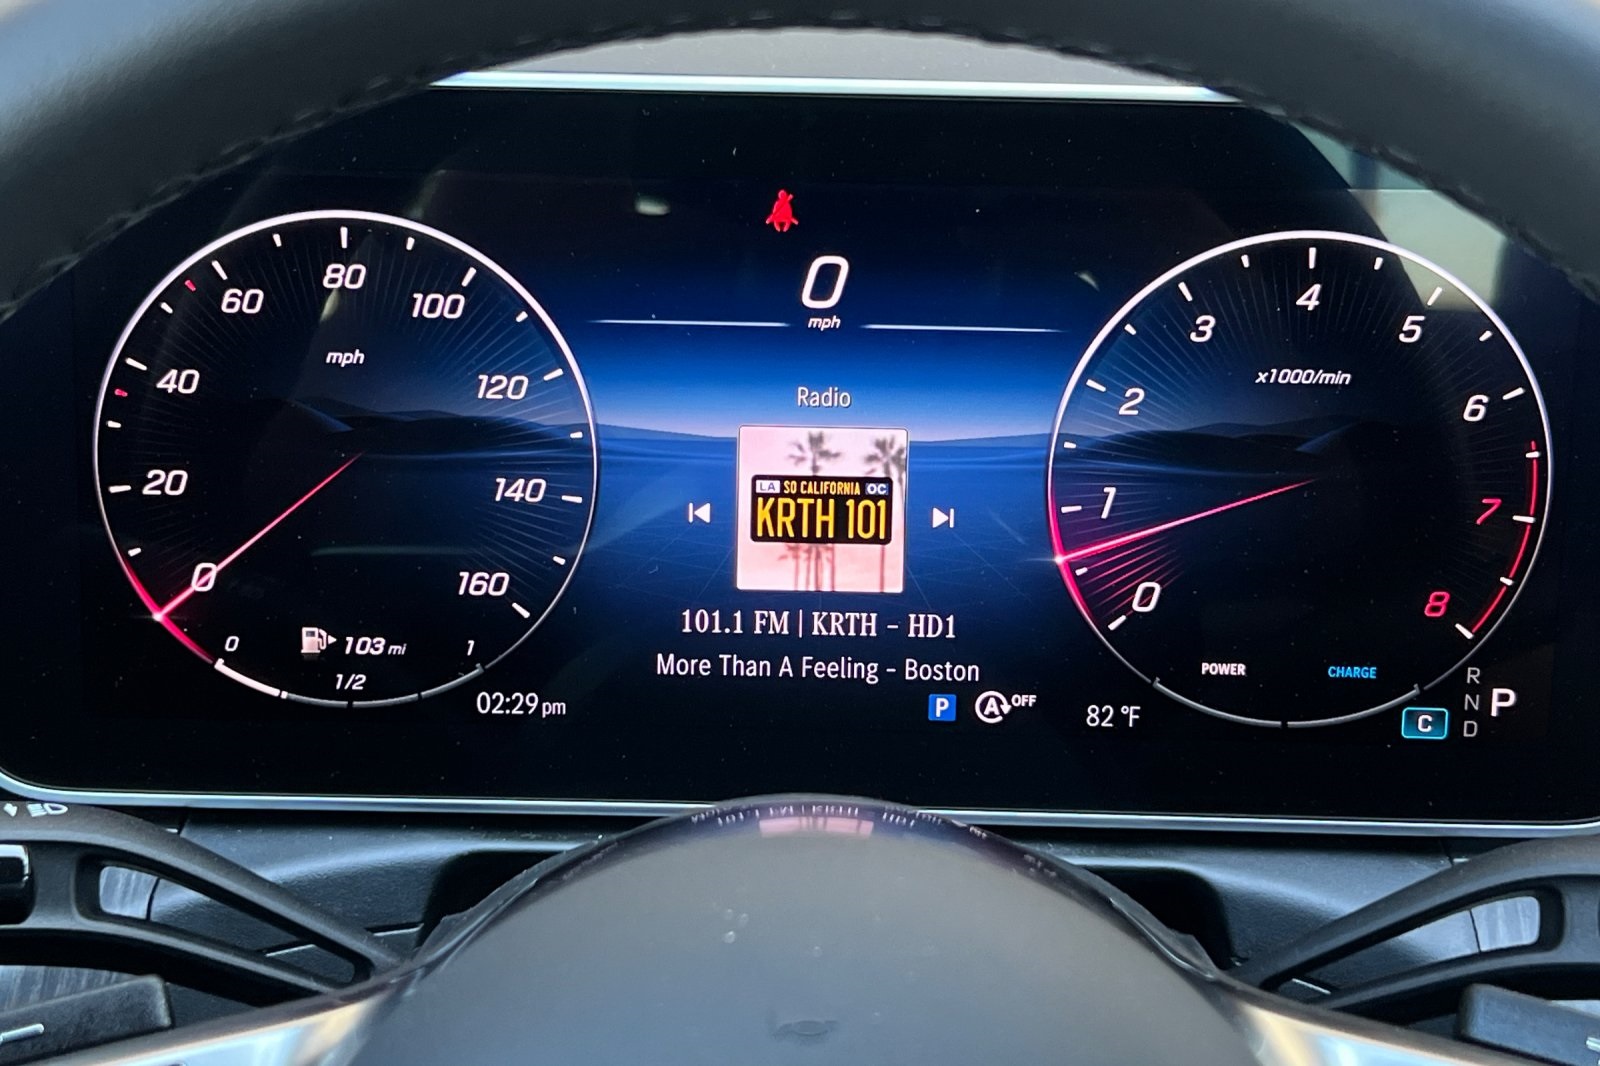 0
mph
80
60
100
mph
40
120
20
140
0
160
0
103 mi
1
1/2
02:29 pm
Radio
LA SO CALIFORNIA OC
KRTH 101
101.1 FM | KRTH - HD1
More Than A Feeling - Boston
P
A OFF
82 °F
4
3
5
x1000/min
2
6
1
7
0
8
POWER
CHARGE
R
N
P
D
C